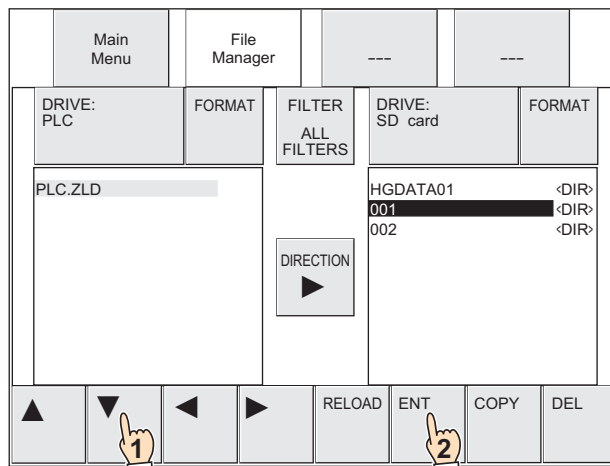 Main
Menu
File
Manager
---
---
DRIVE:
PLC
FORMAT
FILTER
ALL
FILTERS
DRIVE:
SD card
FORMAT
PLC.ZLD
HGDATA01 <DIR>
001 <DIR>
002 <DIR>
DIRECTION
▶
▲ ▼ ◀ ▶ RELOAD ENT COPY DEL
1 2